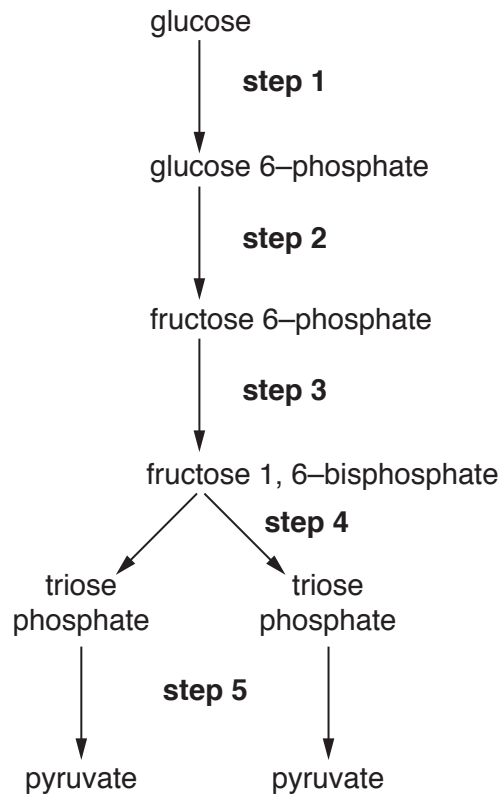 glucose
step 1
glucose 6–phosphate
step 2
fructose 6–phosphate
step 3
fructose 1, 6–bisphosphate
step 4
triose
phosphate
triose
phosphate
step 5
pyruvate
pyruvate